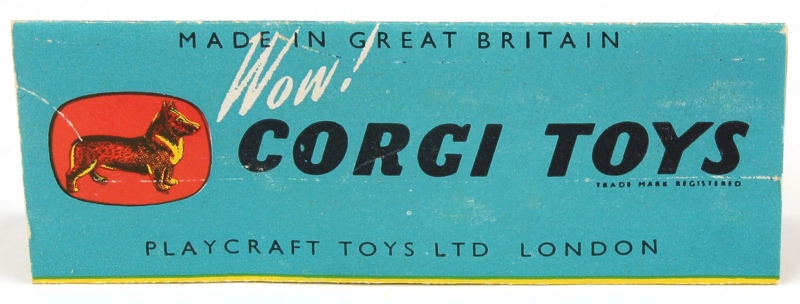 MADE IN GREAT BRITAIN
Wow!
CORGI TOYS
TRADE MARK REGISTERED
PLAYCRAFT TOYS LTD LONDON